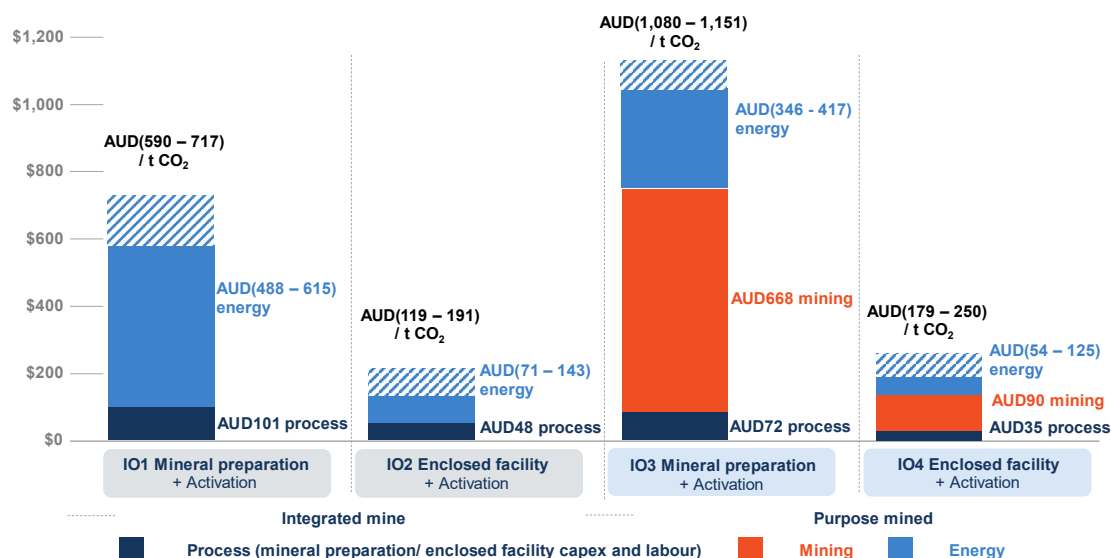 $1,200
$1,000
$800
$600
$400
$200
$0
AUD(590 – 717)
/ t CO₂
AUD(488 – 615)
energy
AUD101 process
AUD(119 – 191)
/ t CO₂
AUD(71 – 143)
energy
AUD48 process
AUD(1,080 – 1,151)
/ t CO₂
AUD(346 - 417)
energy
AUD668 mining
AUD72 process
AUD(179 – 250)
/ t CO₂
AUD(54 – 125)
energy
AUD90 mining
AUD35 process
IO1 Mineral preparation
+ Activation
IO2 Enclosed facility
+ Activation
IO3 Mineral preparation
+ Activation
IO4 Enclosed facility
+ Activation
Integrated mine
Purpose mined
Process (mineral preparation/ enclosed facility capex and labour)
Mining
Energy